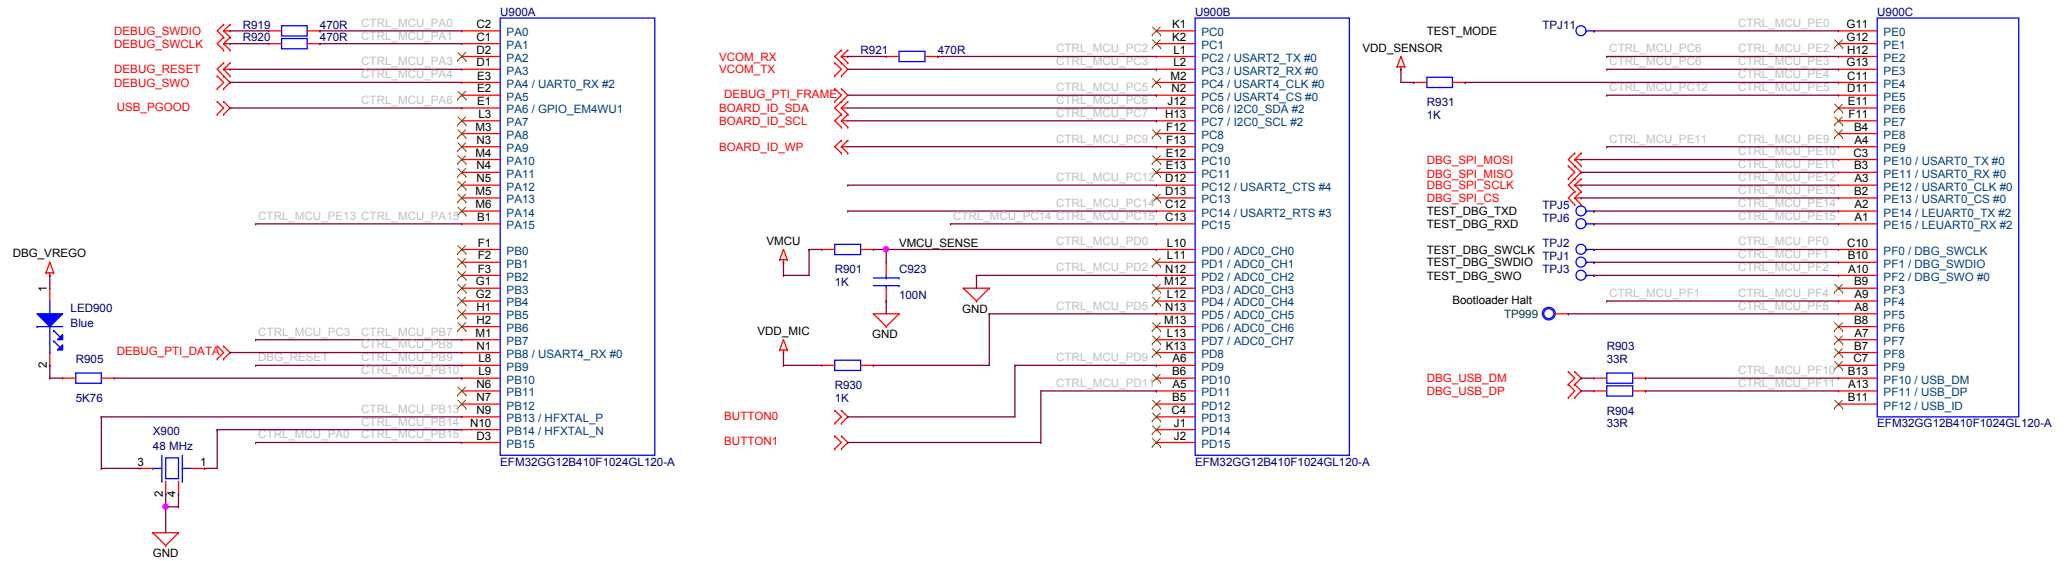 U900A
DEBUG_SWDIO
R919
470R
CTRL_MCU_PA0
C2
PA0
DEBUG_SWCLK
R920
470R
CTRL_MCU_PA1
C1
PA1
D2
PA2
DEBUG_RESET
CTRL_MCU_PA3
D1
PA3
DEBUG_SWO
CTRL_MCU_PA4
E3
PA4 / UART0_RX #2
E2
PA5
USB_PGOOD
CTRL_MCU_PA6
E1
PA6 / GPIO_EM4WU1
L3
PA7
M3
PA8
N3
PA9
M4
PA10
N4
PA11
N5
PA12
M5
PA13
M6
PA14
CTRL_MCU_PE13
CTRL_MCU_PA15
B1
PA15
F1
PB0
F2
PB1
F3
PB2
G1
PB3
G2
PB4
H1
PB5
H2
PB6
CTRL_MCU_PC3
CTRL_MCU_PB7
M1
PB7
DEBUG_PTI_DATA
CTRL_MCU_PB8
N1
PB8 / USART4_RX #0
DBG_RESET
CTRL_MCU_PB9
L8
PB9
CTRL_MCU_PB10
L9
PB10
N6
PB11
N7
PB12
CTRL_MCU_PB13
N9
PB13 / HFXTAL_P
CTRL_MCU_PB14
N10
PB14 / HFXTAL_N
CTRL_MCU_PA0
CTRL_MCU_PB15
D3
PB15
EFM32GG12B410F1024GL120-A
DBG_VREGO
1
LED900
Blue
2
R905
5K76
X900
48 MHz
3
1
2
4
GND
U900B
K1
PC0
K2
PC1
VCOM_RX
R921
470R
CTRL_MCU_PC2
L1
PC2 / USART2_TX #0
VCOM_TX
CTRL_MCU_PC3
L2
PC3 / USART2_RX #0
M2
PC4 / USART4_CLK #0
DEBUG_PTI_FRAME
CTRL_MCU_PC5
N2
PC5 / USART4_CS #0
BOARD_ID_SDA
CTRL_MCU_PC6
J12
PC6 / I2C0_SDA #2
BOARD_ID_SCL
CTRL_MCU_PC7
H13
PC7 / I2C0_SCL #2
F12
PC8
BOARD_ID_WP
CTRL_MCU_PC9
F13
PC9
E12
PC10
E13
PC11
CTRL_MCU_PC12
D12
PC12 / USART2_CTS #4
D13
PC13
CTRL_MCU_PC14
C12
PC14 / USART2_RTS #3
CTRL_MCU_PC14
CTRL_MCU_PC15
C13
PC15
VMCU
VMCU_SENSE
CTRL_MCU_PD0
L10
PD0 / ADC0_CH0
R901
1K
C923
100N
GND
L11
PD1 / ADC0_CH1
CTRL_MCU_PD2
N12
PD2 / ADC0_CH2
GND
M12
PD3 / ADC0_CH3
L12
PD4 / ADC0_CH4
CTRL_MCU_PD5
N13
PD5 / ADC0_CH5
VDD_MIC
R930
1K
M13
PD6 / ADC0_CH6
L13
PD7 / ADC0_CH7
K13
PD8
CTRL_MCU_PD9
A6
PD9
B6
PD10
CTRL_MCU_PD11
A5
PD11
B5
PD12
C4
PD13
J1
PD14
J2
PD15
BUTTON0
BUTTON1
EFM32GG12B410F1024GL120-A
U900C
TEST_MODE
TPJ11
CTRL_MCU_PE0
G11
PE0
VDD_SENSOR
G12
PE1
CTRL_MCU_PC6
CTRL_MCU_PE2
H12
PE2
CTRL_MCU_PC6
CTRL_MCU_PE3
G13
PE3
R931
1K
CTRL_MCU_PE4
C11
PE4
CTRL_MCU_PC12
CTRL_MCU_PE5
D11
PE5
E11
PE6
F11
PE7
B4
PE8
CTRL_MCU_PE11
CTRL_MCU_PE9
A4
PE9
DBG_SPI_MOSI
CTRL_MCU_PE10
C3
PE10 / USART0_TX #0
DBG_SPI_MISO
CTRL_MCU_PE11
B3
PE11 / USART0_RX #0
DBG_SPI_SCLK
CTRL_MCU_PE12
A3
PE12 / USART0_CLK #0
DBG_SPI_CS
CTRL_MCU_PE13
B2
PE13 / USART0_CS #0
TEST_DBG_TXD
TPJ5
CTRL_MCU_PE14
A2
PE14 / LEUART0_TX #2
TEST_DBG_RXD
TPJ6
CTRL_MCU_PE15
A1
PE15 / LEUART0_RX #2
TEST_DBG_SWCLK
TPJ2
CTRL_MCU_PF0
C10
PF0 / DBG_SWCLK
TEST_DBG_SWDIO
TPJ1
CTRL_MCU_PF1
B10
PF1 / DBG_SWDIO
TEST_DBG_SWO
TPJ3
CTRL_MCU_PF2
A10
PF2 / DBG_SWO #0
B9
PF3
CTRL_MCU_PF1
CTRL_MCU_PF4
A9
PF4
Bootloader Halt
TP999
CTRL_MCU_PF5
A8
PF5
B8
PF6
A7
PF7
B7
PF8
C7
PF9
R903
33R
DBG_USB_DM
CTRL_MCU_PF10
B13
PF10 / USB_DM
DBG_USB_DP
CTRL_MCU_PF11
A13
PF11 / USB_DP
R904
33R
B11
PF12 / USB_ID
EFM32GG12B410F1024GL120-A